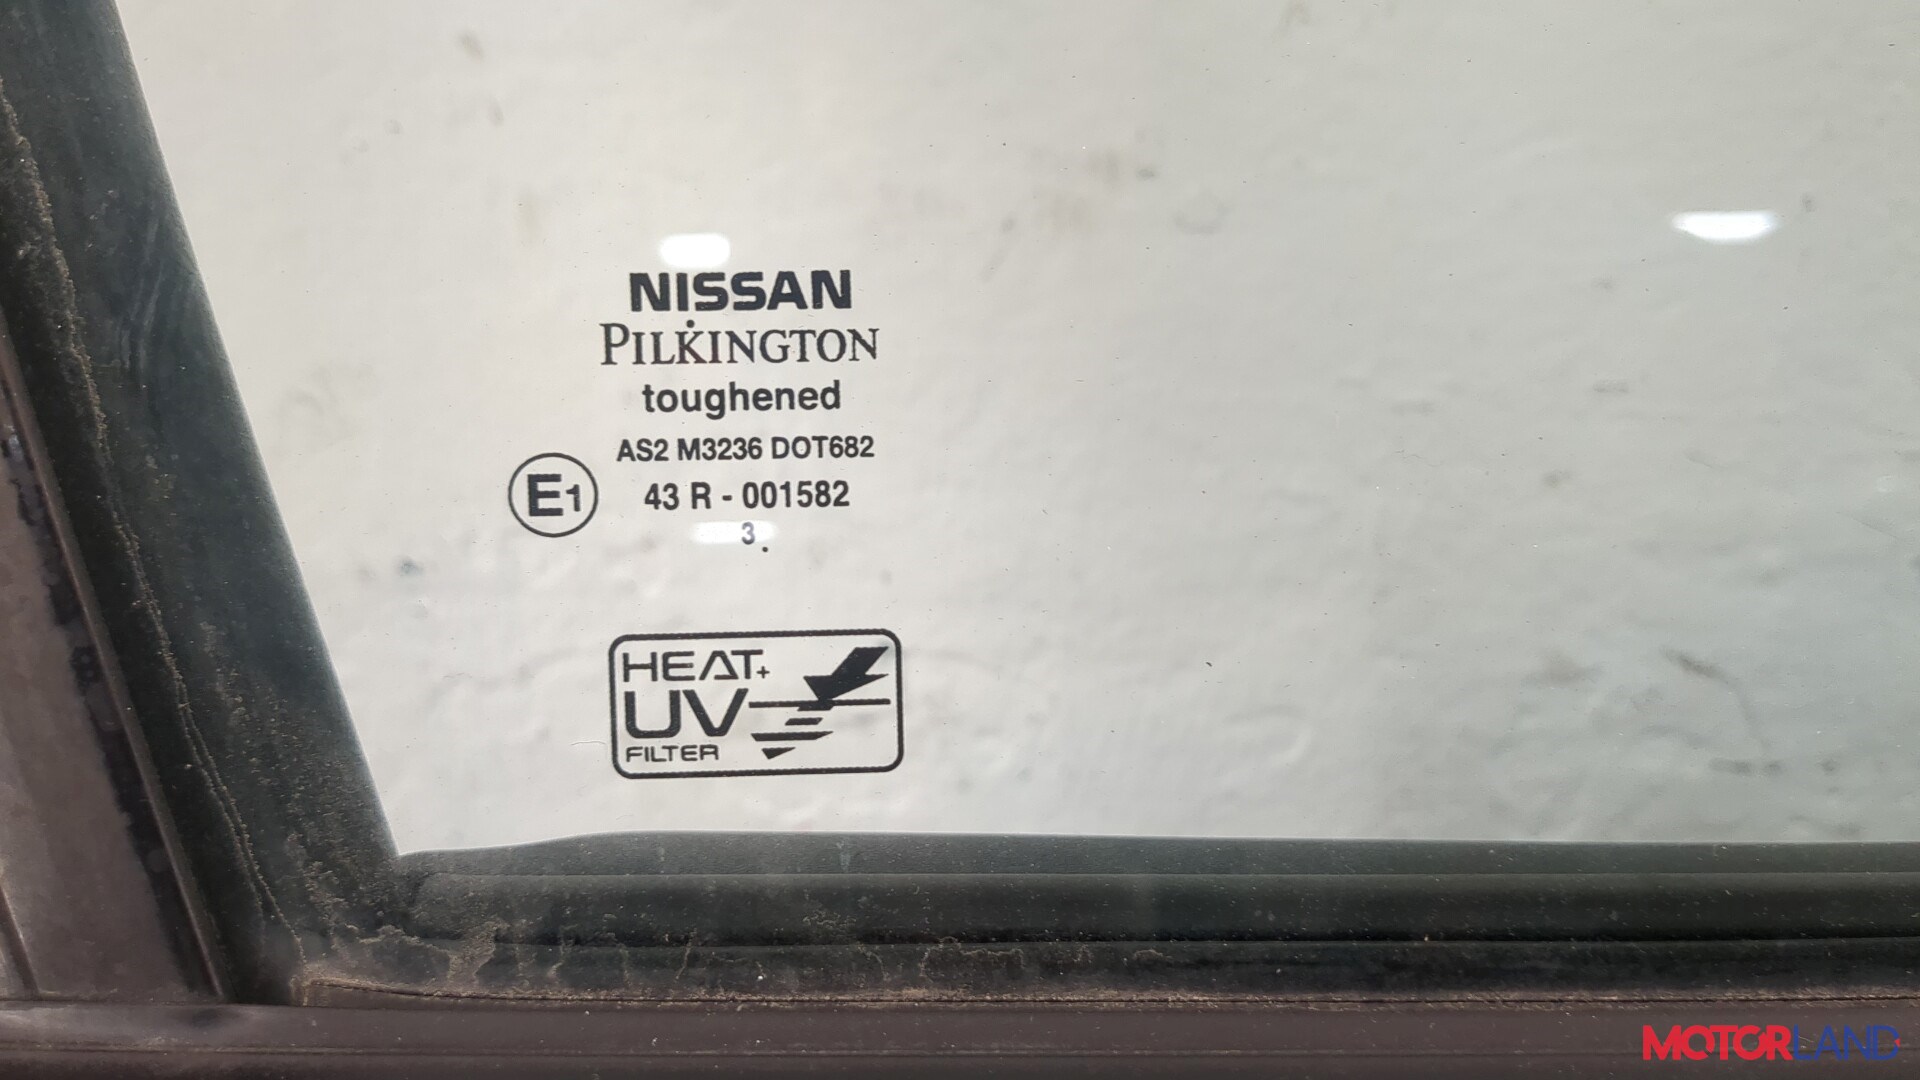 NISSAN
PILKINGTON
toughened
AS2 M3236 DOT682
E1 43 R - 001582
3 .
HEAT+
UV
FILTER
MOTORLAND